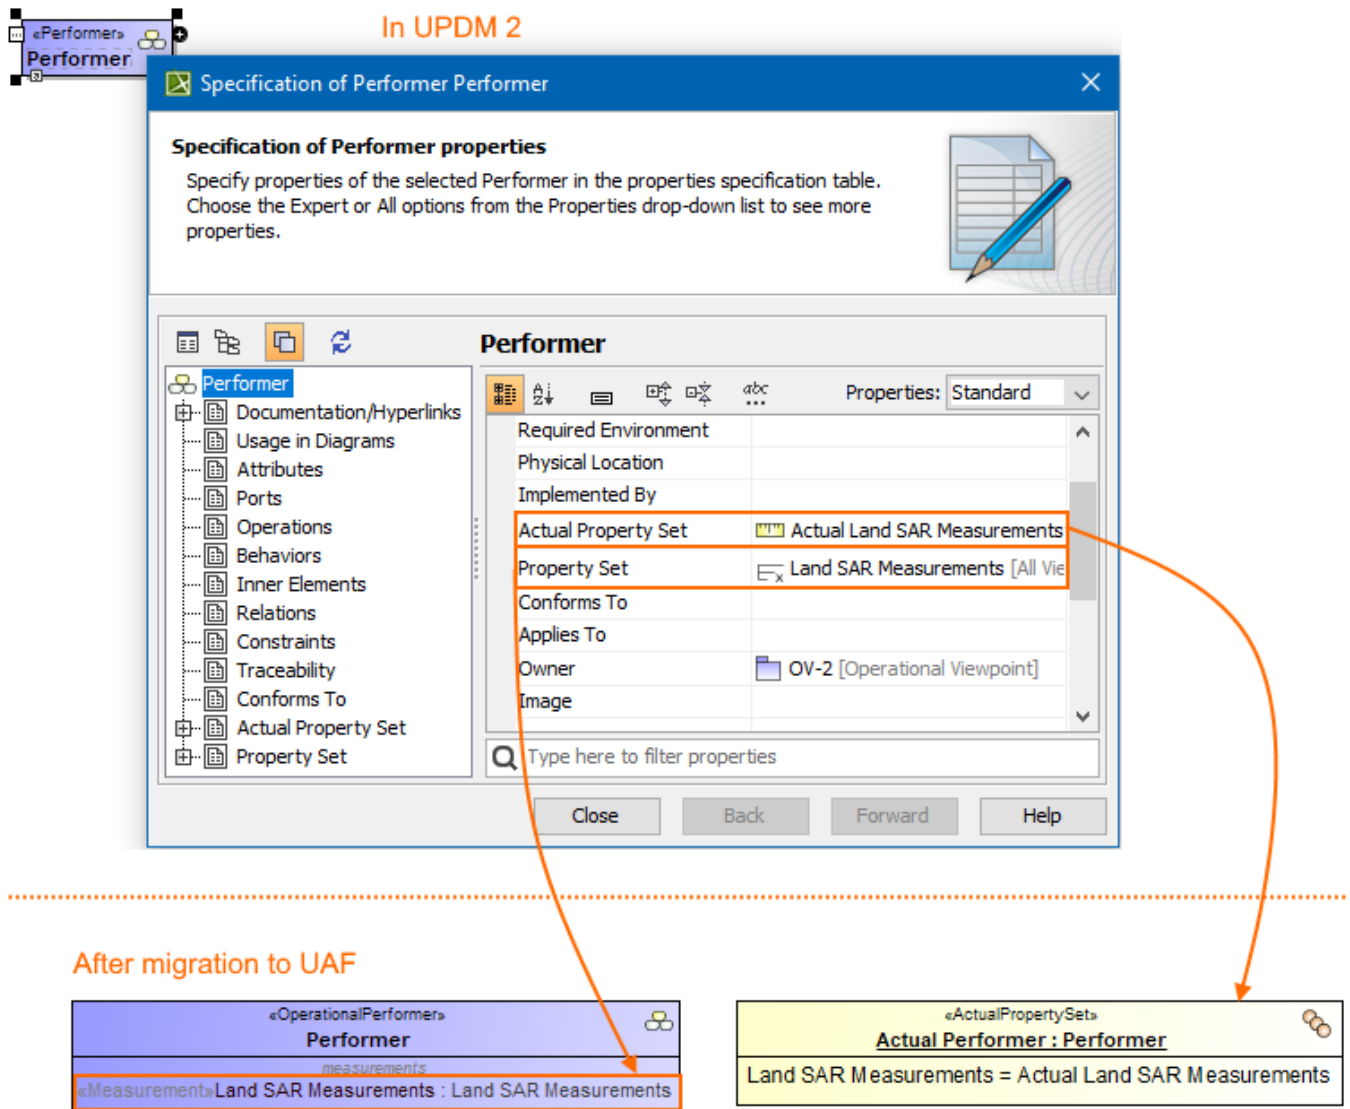 In UPDM 2
«Performer»
Performer
Specification of Performer Performer
Specification of Performer properties
Specify properties of the selected Performer in the properties specification table.
Choose the Expert or All options from the Properties drop-down list to see more
properties.
Performer
Properties: Standard
Performer
Documentation/Hyperlinks
Usage in Diagrams
Attributes
Ports
Operations
Behaviors
Inner Elements
Relations
Constraints
Traceability
Conforms To
Actual Property Set
Property Set
Required Environment
Physical Location
Implemented By
Actual Property Set Actual Land SAR Measurements
Property Set Land SAR Measurements [All Vie
Conforms To
Applies To
Owner OV-2 [Operational Viewpoint]
Image
Type here to filter properties
Close Back Forward Help
After migration to UAF
«OperationalPerformer»
Performer
measurements
«Measurement»Land SAR Measurements : Land SAR Measurements
«ActualPropertySet»
Actual Performer : Performer
Land SAR Measurements = Actual Land SAR Measurements